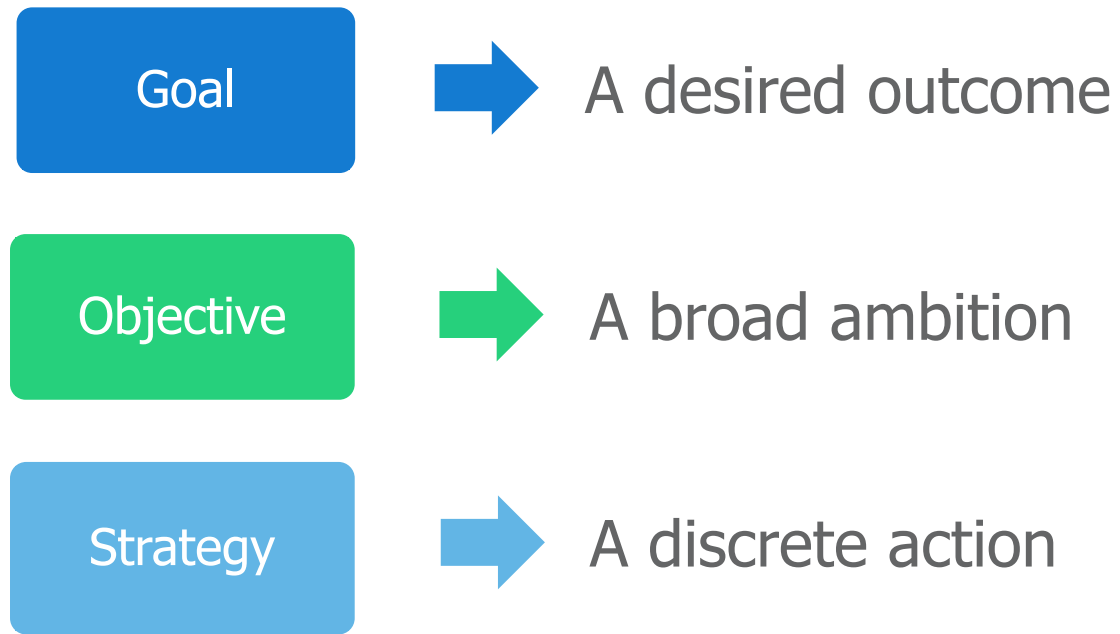 Goal
A desired outcome
Objective
A broad ambition
Strategy
A discrete action